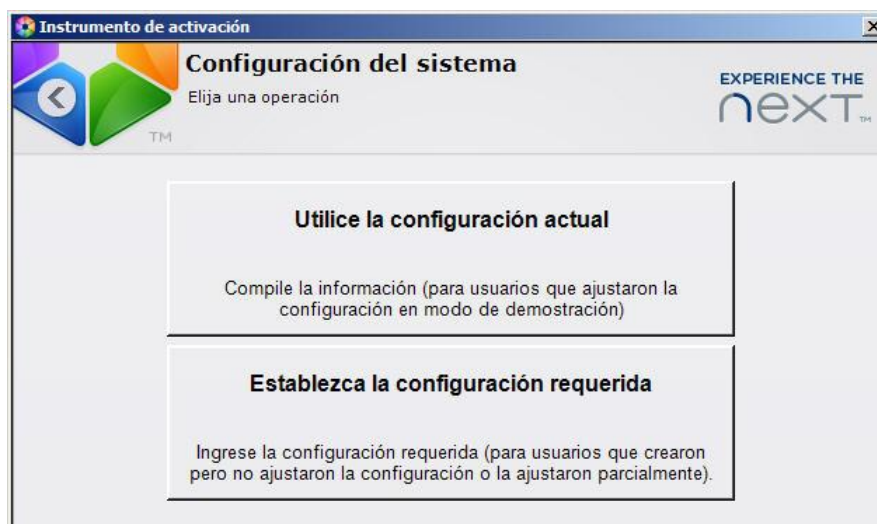 Instrumento de activación
Configuración del sistema
Elija una operación
TM
EXPERIENCE THE
next™
Utilice la configuración actual
Compile la información (para usuarios que ajustaron la
configuración en modo de demostración)
Establezca la configuración requerida
Ingrese la configuración requerida (para usuarios que crearon
pero no ajustaron la configuración o la ajustaron parcialmente).